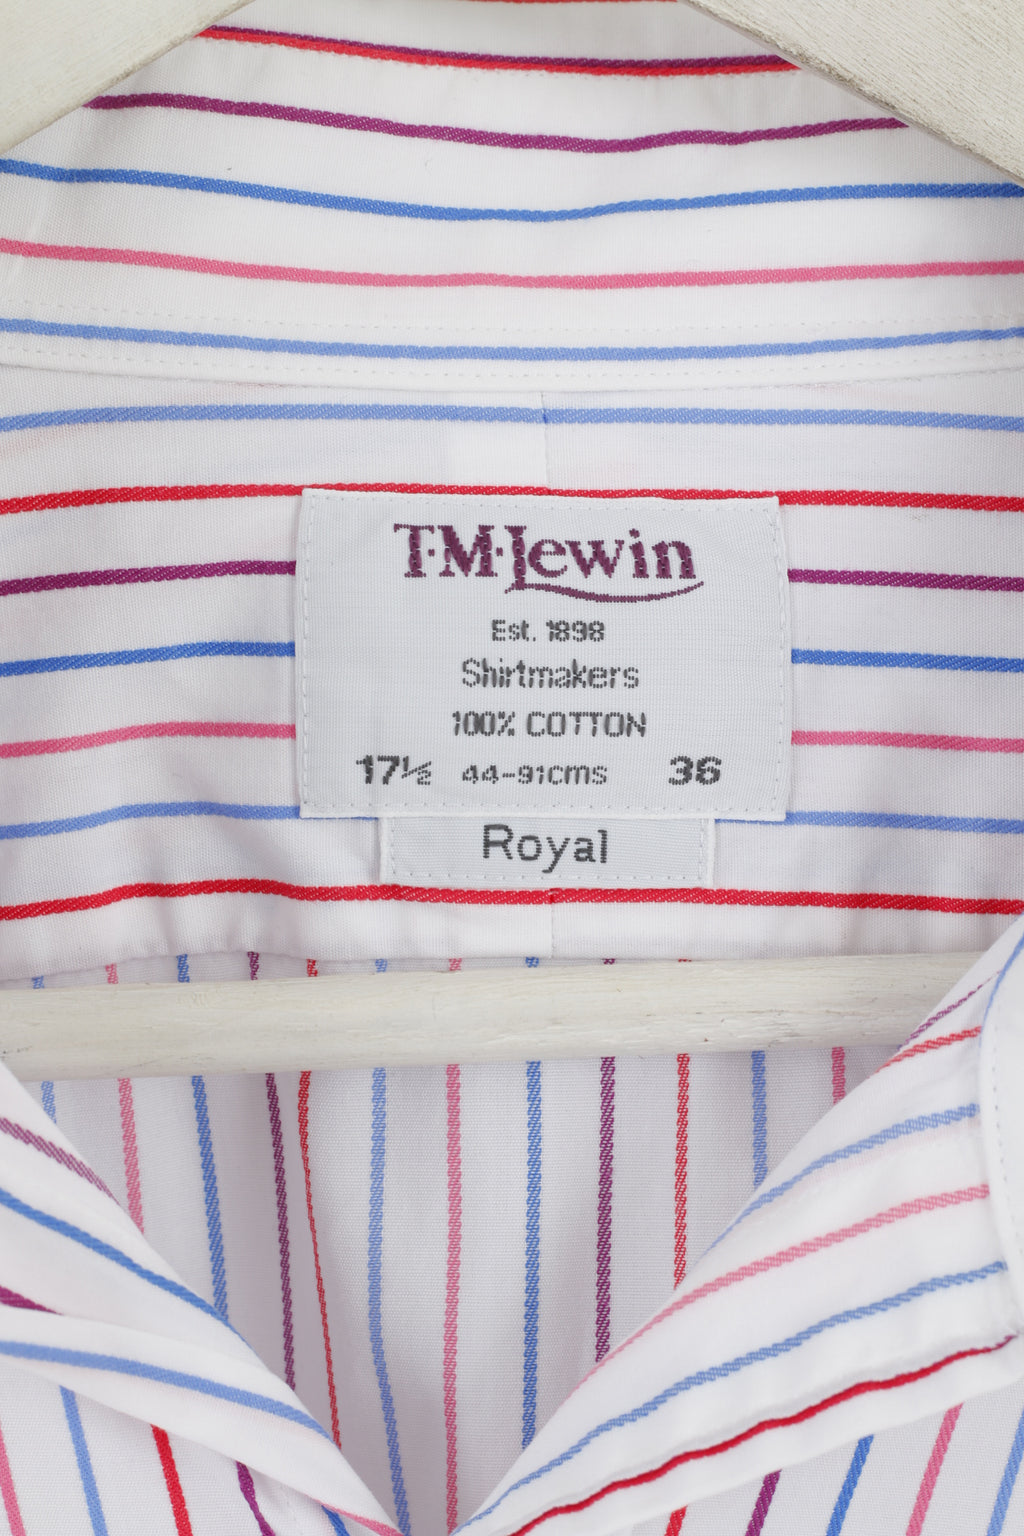 T·M·Lewin
Est. 1898
Shirtmakers
100% COTTON
17½ 44-91cms 36
Royal